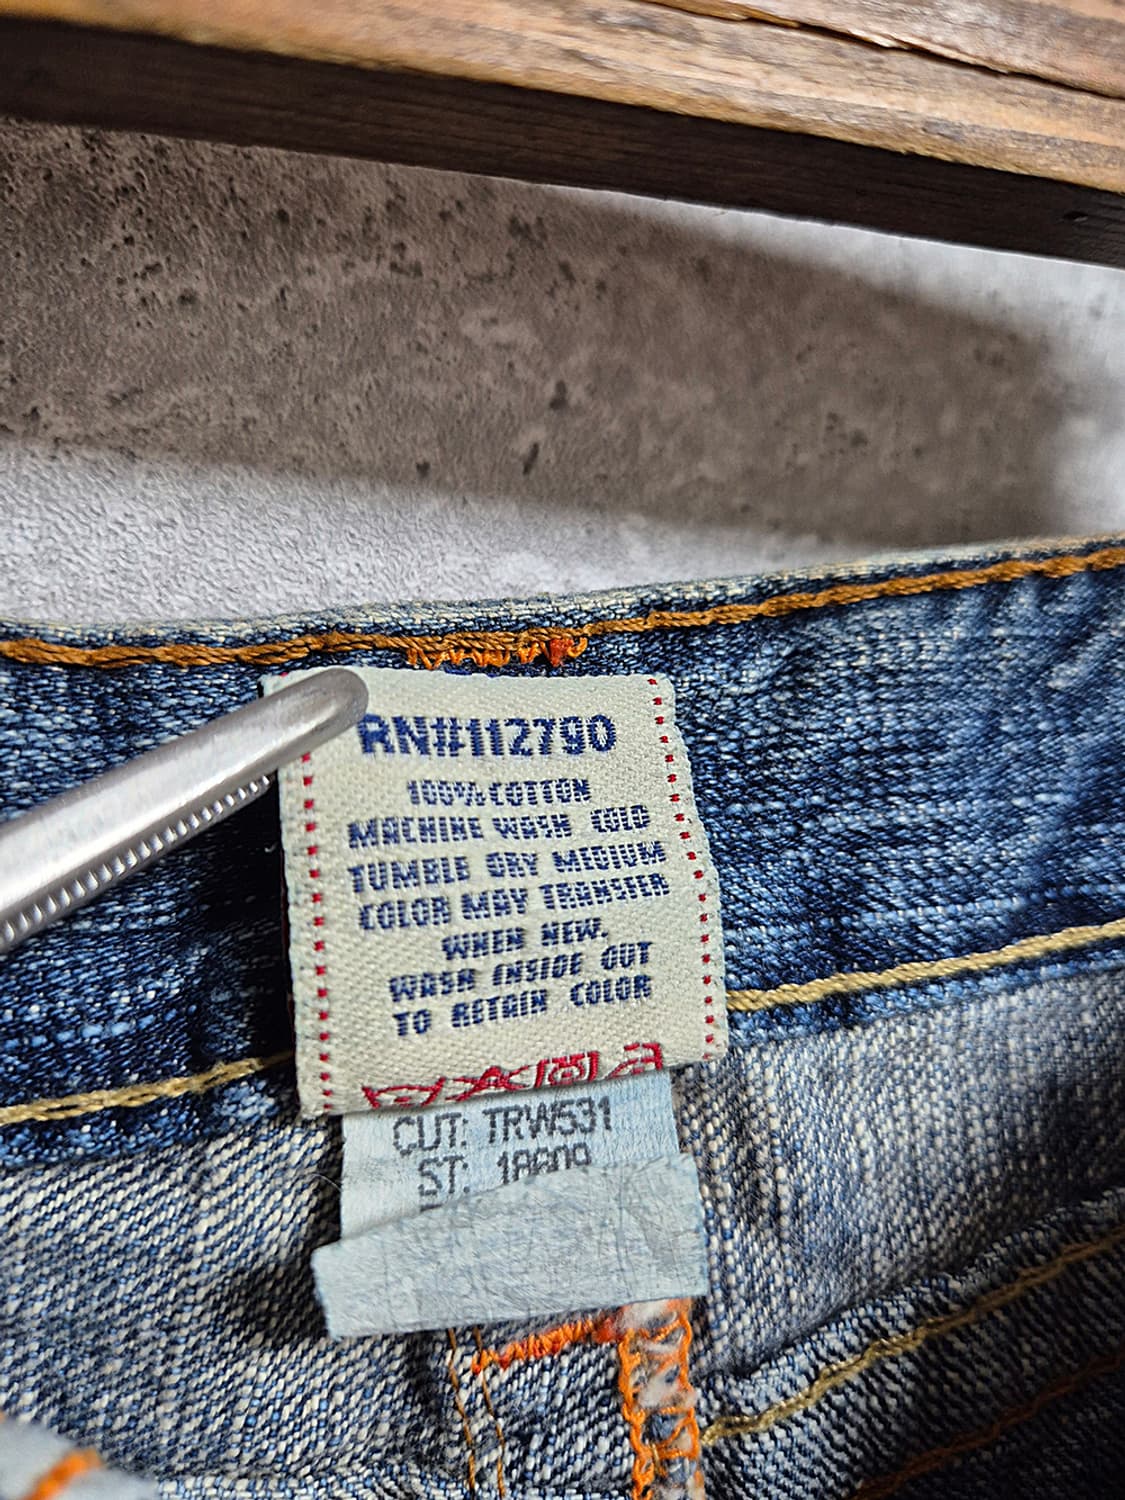 RN#112790
100% COTTON
MACHINE WASH COLD
TUMBLE DRY MEDIUM
COLOR MAY TRANSFER
WHEN NEW.
WASH INSIDE OUT
TO RETAIN COLOR
CUT: TRW531
ST: 18609